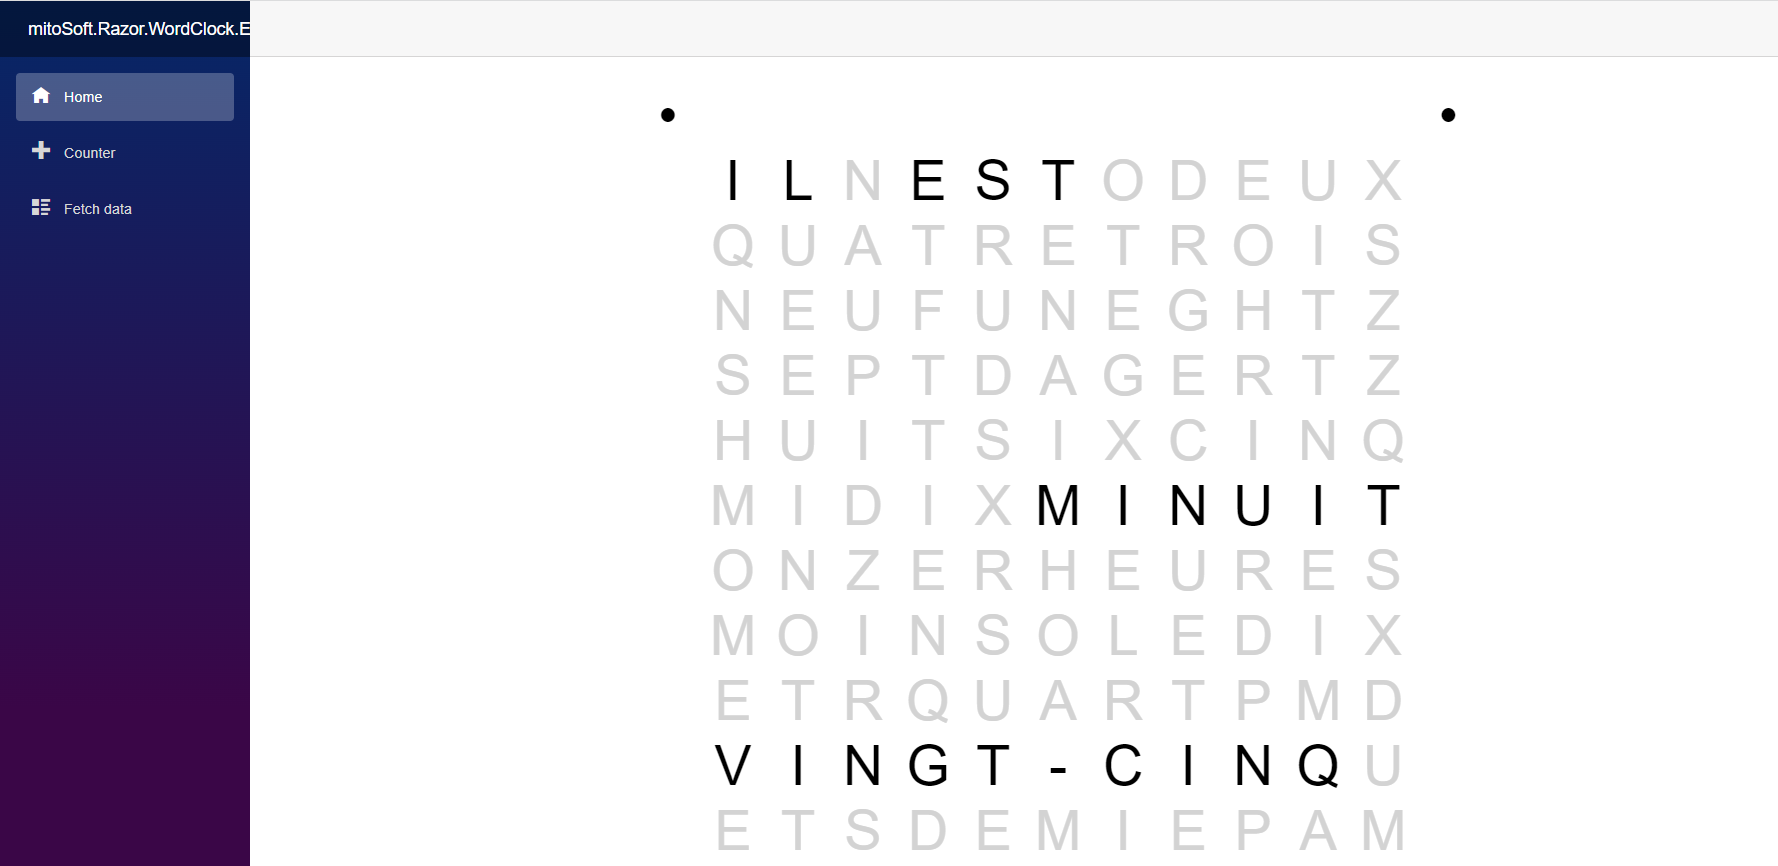 mitoSoft.Razor.WordClock.E
Home
Counter
Fetch data
I L N E S T O D E U X
Q U A T R E T R O I S
N E U F U N E G H T Z
S E P T D A G E R T Z
H U I T S I X C I N Q
M I D I X M I N U I T
O N Z E R H E U R E S
M O I N S O L E D I X
E T R Q U A R T P M D
V I N G T - C I N Q U
E T S D E M I E P A M